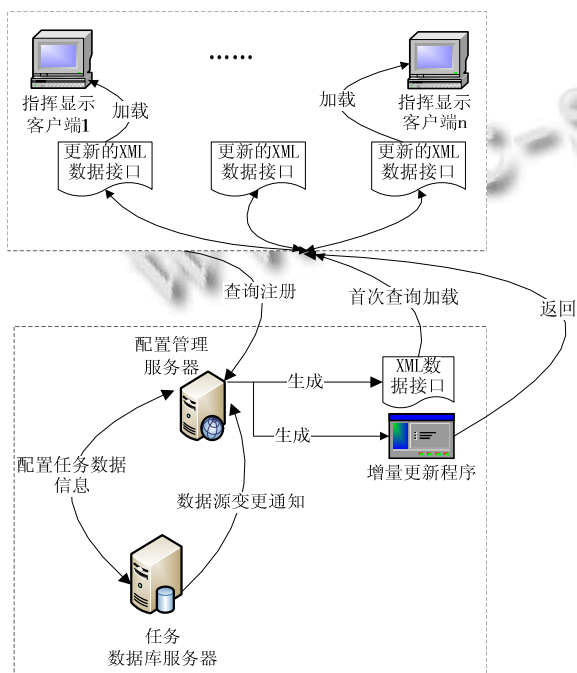 ……
指挥显示
客户端1
加载
加载
指挥显示
客户端n
更新的XML
数据接口
更新的XML
数据接口
更新的XML
数据接口
查询注册
首次查询加载
返回
配置管理
服务器
生成
XML数
据接口
生成
增量更新程序
配置任务数据
信息
数据源变更通知
任务
数据库服务器